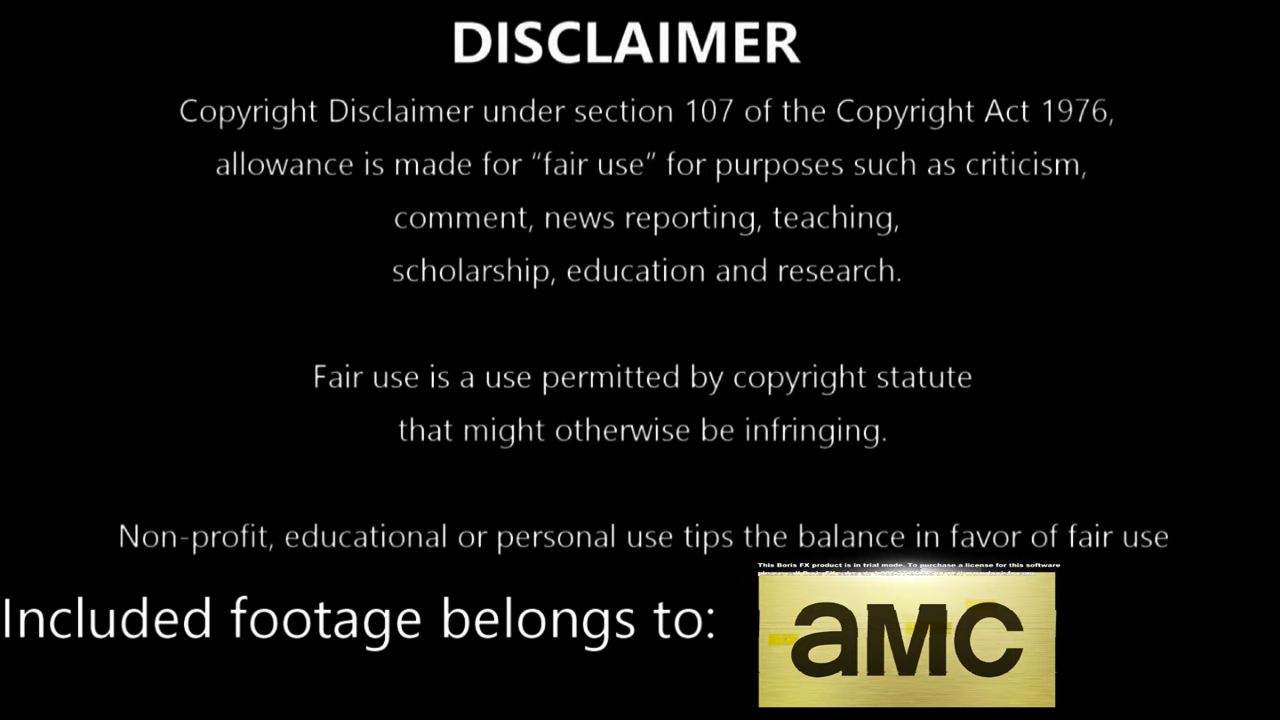 DISCLAIMER
Copyright Disclaimer under section 107 of the Copyright Act 1976,
allowance is made for “fair use” for purposes such as criticism,
comment, news reporting, teaching,
scholarship, education and research.
Fair use is a use permitted by copyright statute
that might otherwise be infringing.
Non-profit, educational or personal use tips the balance in favor of fair use
This Boris FX product is in trial mode. To purchase a license for this software
Included footage belongs to:
aMC